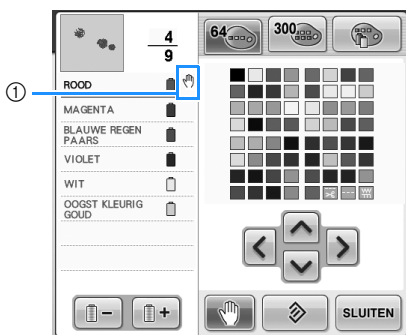 4
9
64
300
①
ROOD
MAGENTA
BLAUWE REGEN
PAARS
VIOLET
WIT
OOGST KLEURIG
GOUD
SLUITEN